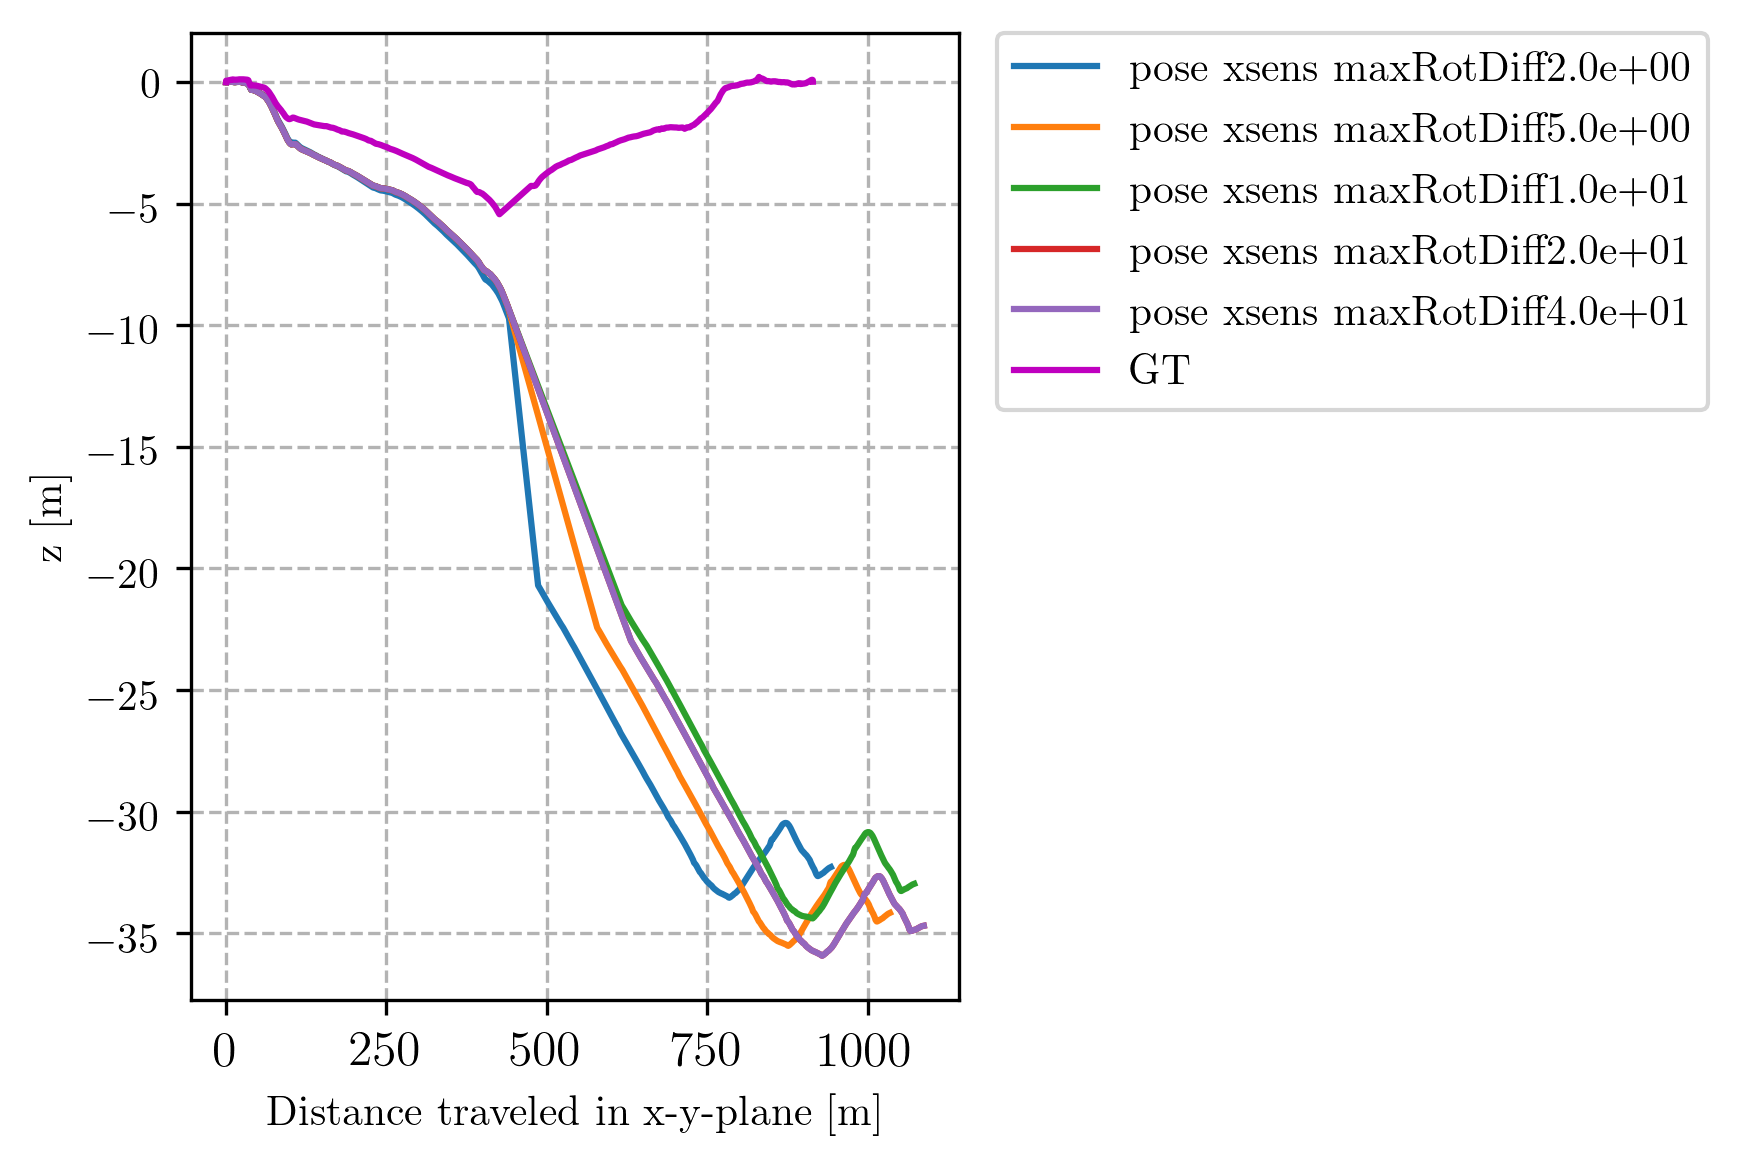 0
−5
−10
−15
−20
−25
−30
−35
z [m]
0 250 500 750 1000
Distance traveled in x-y-plane [m]
pose xsens maxRotDiff2.0e+00
pose xsens maxRotDiff5.0e+00
pose xsens maxRotDiff1.0e+01
pose xsens maxRotDiff2.0e+01
pose xsens maxRotDiff4.0e+01
GT